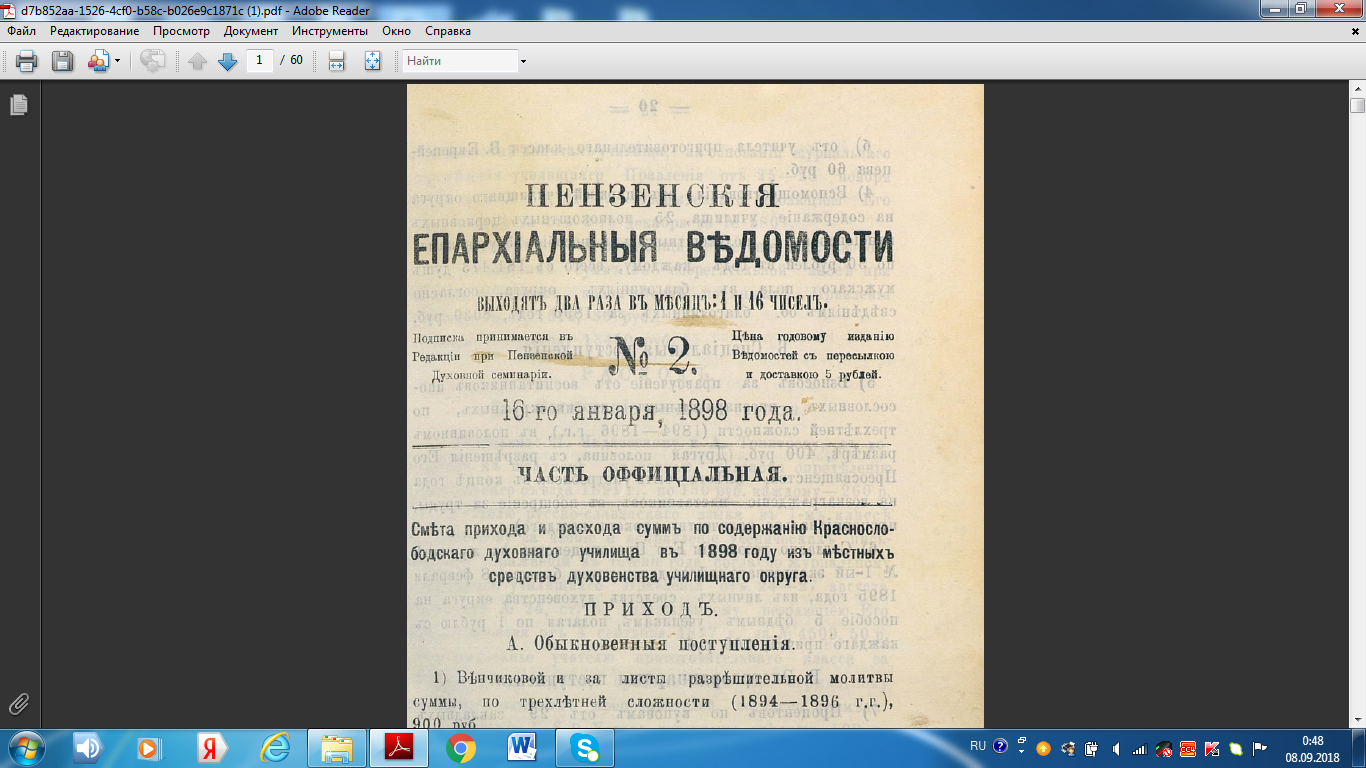 d7b852aa-1526-4cf0-b58c-b026e9c1871c (1).pdf - Adobe Reader
Файл Редактирование Просмотр Документ Инструменты Окно Справка
1 / 60 Найти
ПЕНЗЕНСКІЯ
ЕПАРХІАЛЬНЫЯ ВѢДОМОСТИ
ВЫХОДЯТЪ ДВА РАЗА ВЪ МѢСЯЦЪ: 1 И 16 ЧИСЕЛЪ.
Подписка принимается въ
Редакціи при Пензенской
Духовной семинаріи.
№ 2.
Цѣна годовому изданію
Вѣдомостей съ пересылкою
и доставкою 5 рублей.
16-го января, 1898 года.
ЧАСТЬ ОФФИЦІАЛЬНАЯ.
Смѣта прихода и расхода суммъ по содержанію Краснослo-
бодскаго духовнаго училища въ 1898 году изъ мѣстныхъ
средствъ духовенства училищнаго округа.
ПРИХОДЪ.
А. Обыкновенныя поступленія.
1) Вѣнчиковой и за листы разрѣшительной молитвы
суммы, по трехлѣтней сложности (1894—1896 г.г.),
900 руб
RU 0:48
08.09.2018